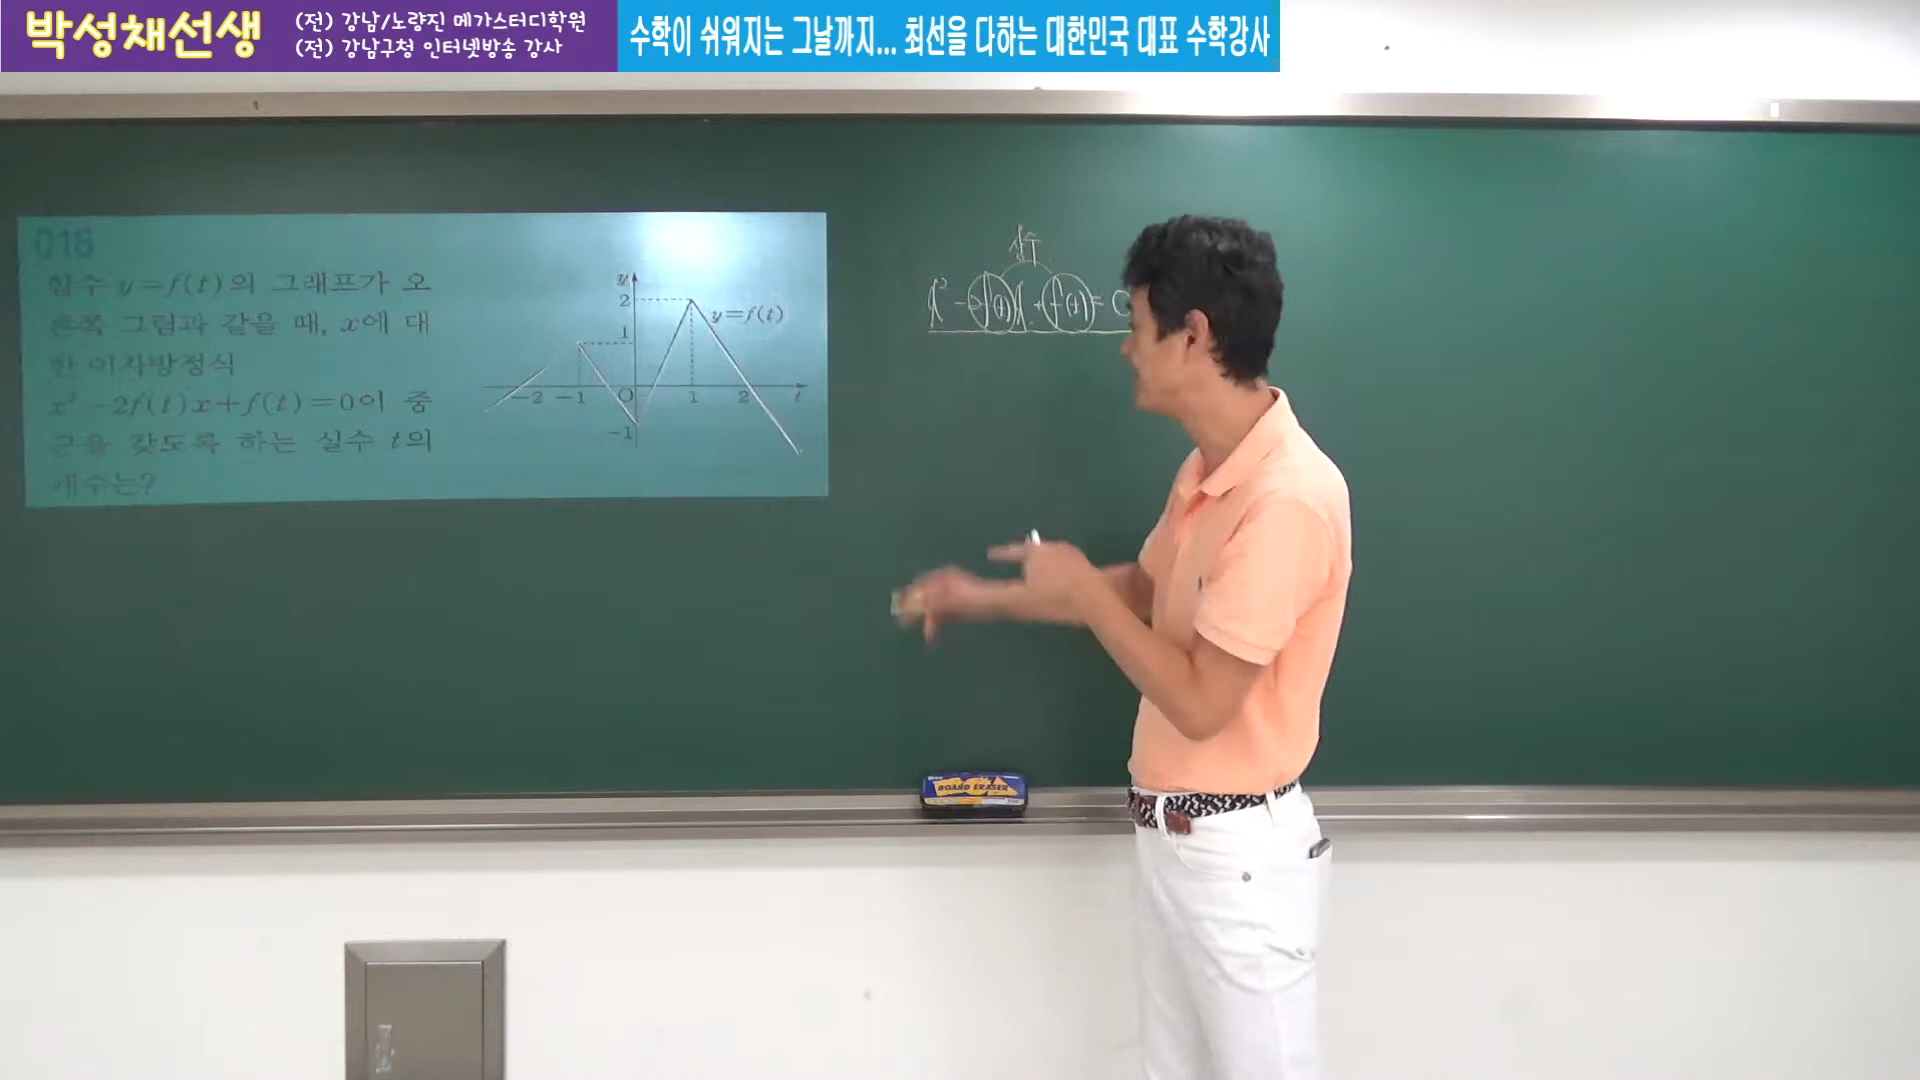 박성채선생
(전) 강남/노량진 메가스터디학원
(전) 강남구청 인터넷방송 강사
수학이 쉬워지는 그날까지... 최선을 다하는 대한민국 대표 수학강사
018
함수 y=f(t)의 그래프가 오
른쪽 그림과 같을 때, x에 대
한 이차방정식
x²-2f(t)x+f(t)=0이 중
근을 갖도록 하는 실수 t의
개수는?
y
2
1
y=f(t)
-2 -1 O 1 2 t
-1
상수
x²-2f(t)x+f(t)=0
BOARD ERASER